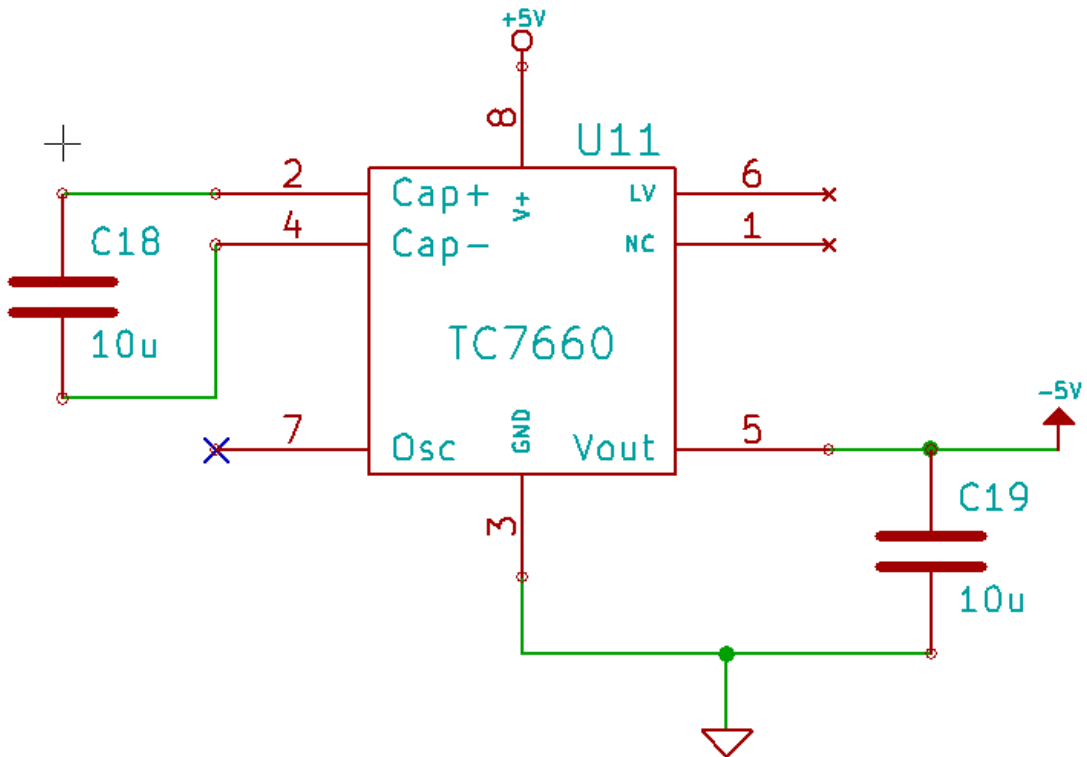 +5V
8
U11
2
Cap+
V+
LV
6
C18
4
Cap-
NC
1
10u
TC7660
-5V
7
Osc
GND
Vout
5
C19
3
10u